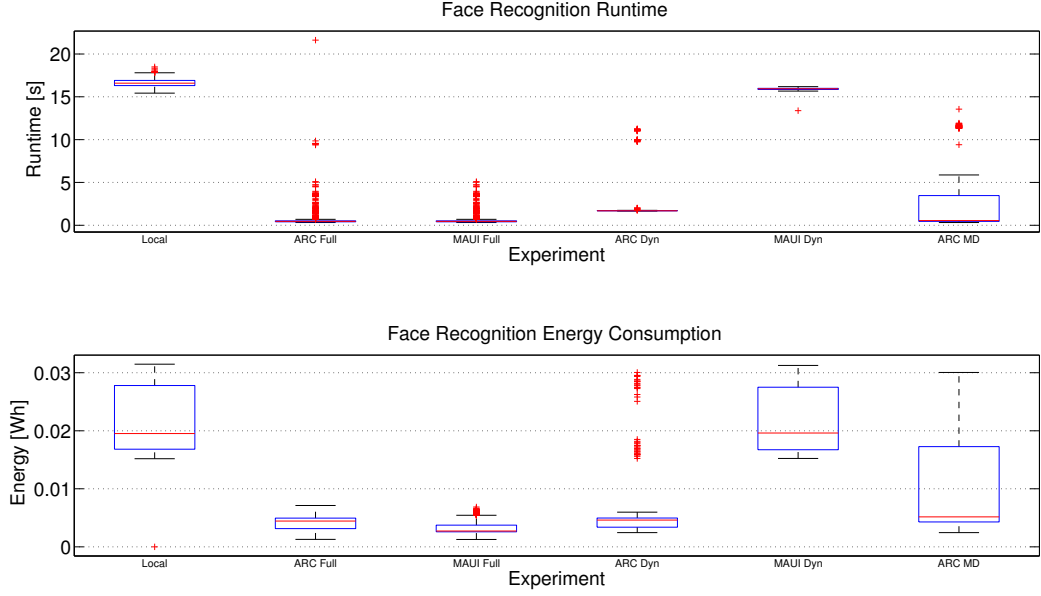 Face Recognition Runtime
20
15
10
5
0
Runtime [s]
Local ARC Full MAUI Full ARC Dyn MAUI Dyn ARC MD
Experiment
Face Recognition Energy Consumption
0.03
0.02
0.01
0
Energy [Wh]
Local ARC Full MAUI Full ARC Dyn MAUI Dyn ARC MD
Experiment